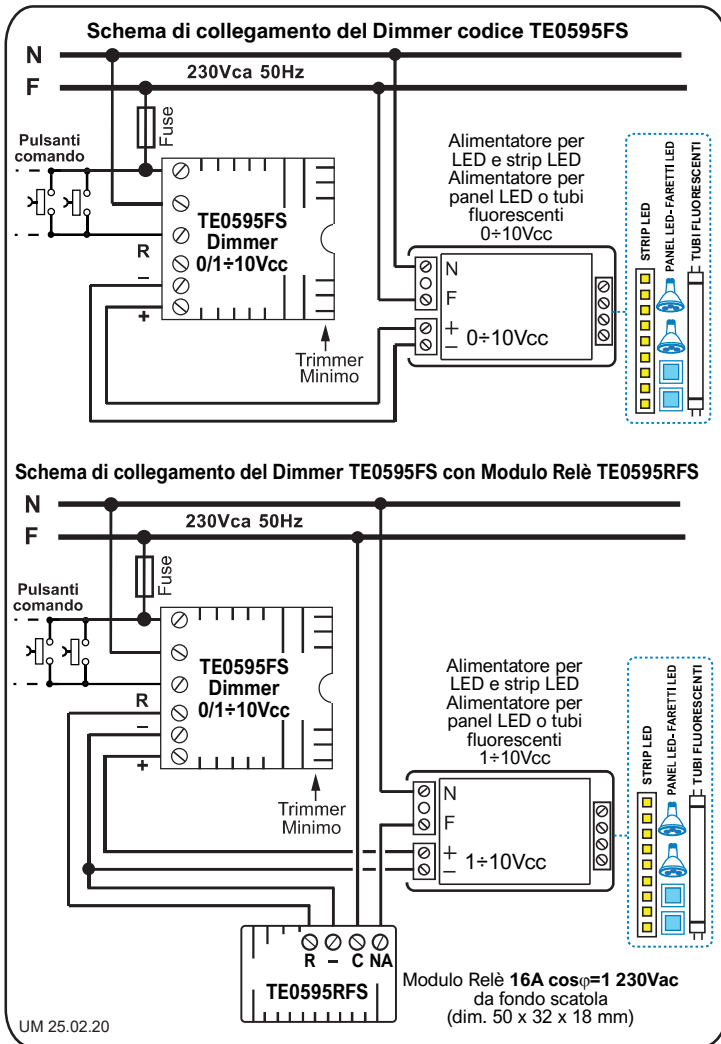 Schema di collegamento del Dimmer codice TE0595FS
N
230Vca 50Hz
F
Fuse
Pulsanti
comando
TE0595FS
Dimmer
0/1÷10Vcc
R
–
+
Trimmer
Minimo
Alimentatore per
LED e strip LED
Alimentatore per
panel LED o tubi
fluorescenti
0÷10Vcc
N
F
+
–
0÷10Vcc
STRIP LED
PANEL LED- FARETTI LED
TUBI FLUORESCENTI
Schema di collegamento del Dimmer TE0595FS con Modulo Relè TE0595RFS
N
230Vca 50Hz
F
Fuse
Pulsanti
comando
TE0595FS
Dimmer
0/1÷10Vcc
R
–
+
Trimmer
Minimo
Alimentatore per
LED e strip LED
Alimentatore per
panel LED o tubi
fluorescenti
1÷10Vcc
N
F
+
–
1÷10Vcc
STRIP LED
PANEL LED- FARETTI LED
TUBI FLUORESCENTI
R – C NA
TE0595RFS
Modulo Relè 16A cosφ=1 230Vac
da fondo scatola
(dim. 50 x 32 x 18 mm)
UM 25.02.20